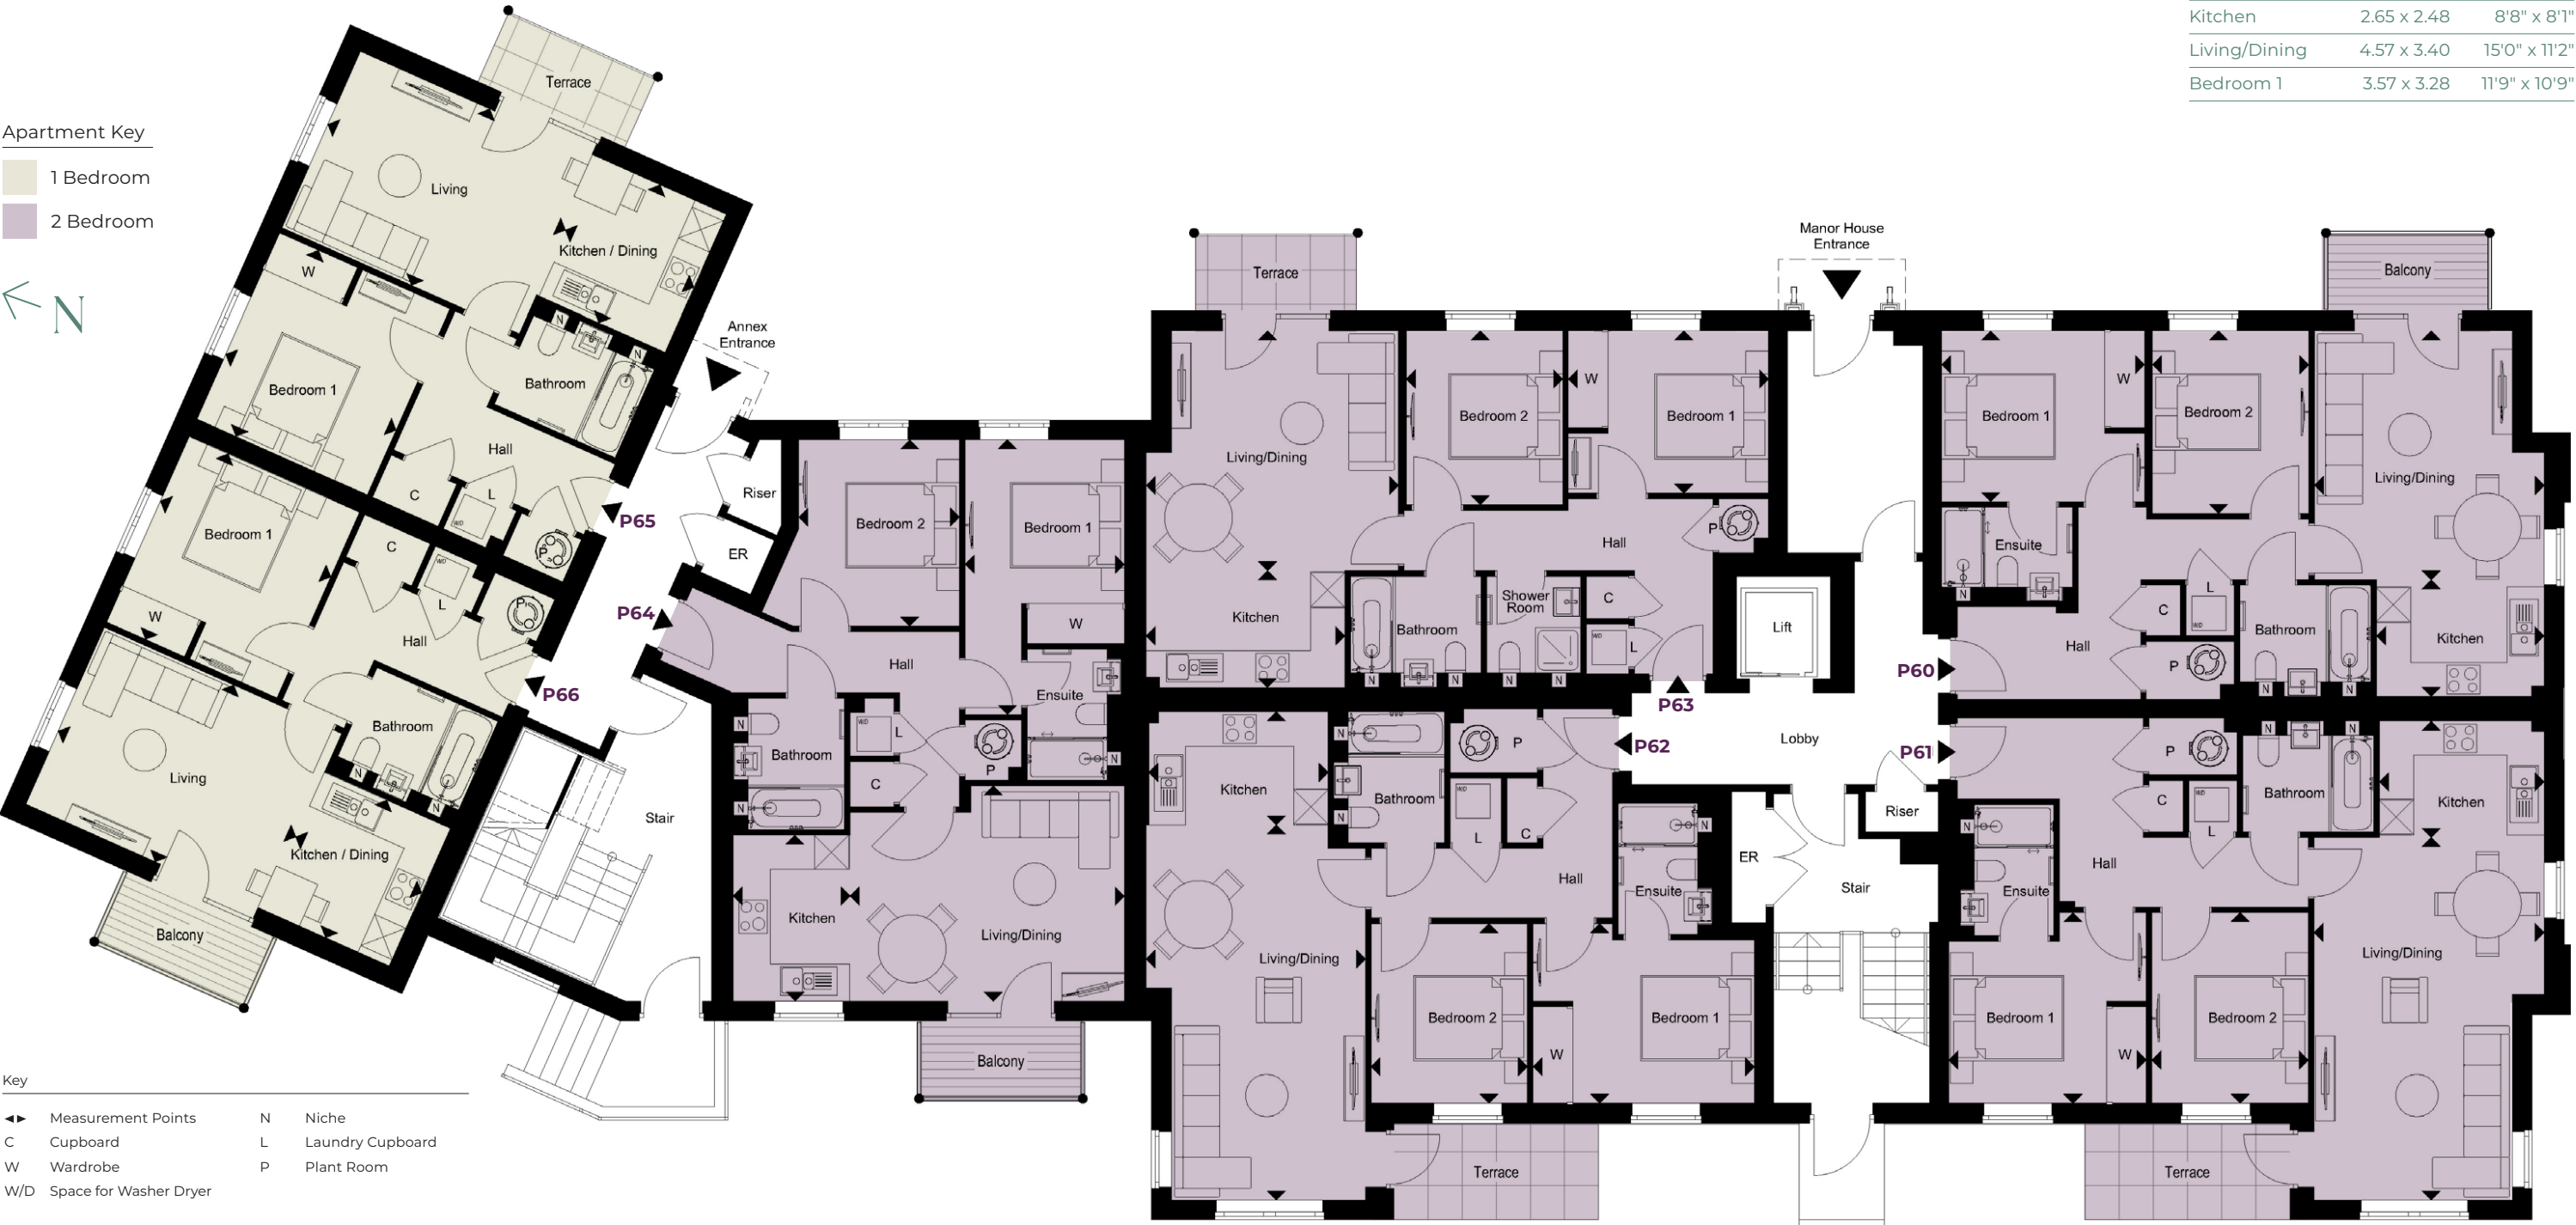 Kitchen 2.65 x 2.48 8'8" x 8'1"
Living/Dining 4.57 x 3.40 15'0" x 11'2"
Bedroom 1 3.57 x 3.28 11'9" x 10'9"
Apartment Key
1 Bedroom
2 Bedroom
N
Terrace
Living
Kitchen / Dining
W
N
N
Bedroom 1
Bathroom
Hall
C
L
W/D
P
P65
Annex
Entrance
Riser
ER
Bedroom 1
C
W/D
L
P
W
Hall
P66
Bathroom
N
N
Living
Kitchen / Dining
Balcony
Stair
P64
Bedroom 2
Bedroom 1
W
Hall
Ensuite
N
N
N
N
Bathroom
W/D
L
P
C
Kitchen
Living/Dining
Balcony
Terrace
Living/Dining
Kitchen
Bedroom 2
W
Bedroom 1
Hall
P
Bathroom
Shower
Room
C
W/D
L
N
N
N
N
P63
Manor House
Entrance
Lift
Lobby
Kitchen
N
N
N
Bathroom
P
P62
W/D
L
C
Hall
Ensuite
N
Living/Dining
Bedroom 2
W
Bedroom 1
Terrace
ER
Stair
Riser
Balcony
Bedroom 1
W
Bedroom 2
Living/Dining
Ensuite
N
C
L
W/D
Bathroom
Hall
P
Kitchen
N
N
P60
P61
P
N
N
C
W/D
L
Bathroom
Kitchen
N
Ensuite
Hall
Living/Dining
Bedroom 1
W
Bedroom 2
Terrace
Key
Measurement Points
C Cupboard
W Wardrobe
W/D Space for Washer Dryer
N Niche
L Laundry Cupboard
P Plant Room